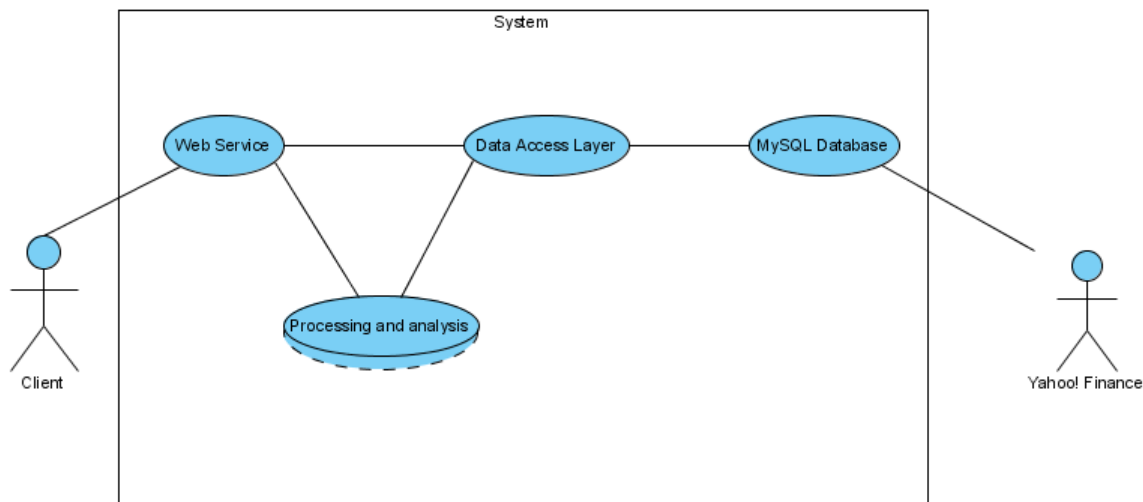 System
Web Service
Data Access Layer
MySQL Database
Processing and analysis
Client
Yahoo! Finance